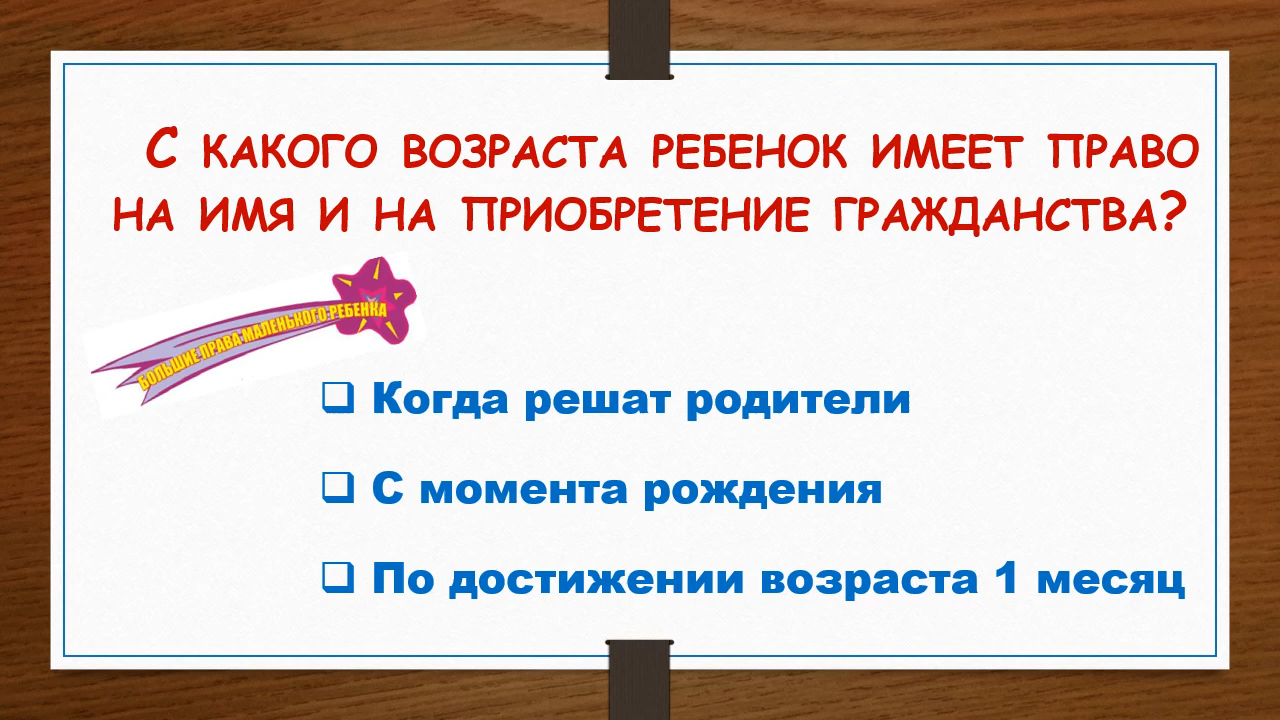 С КАКОГО ВОЗРАСТА РЕБЕНОК ИМЕЕТ ПРАВО
НА ИМЯ И НА ПРИОБРЕТЕНИЕ ГРАЖДАНСТВА?
БОЛЬШИЕ ПРАВА МАЛЕНЬКОГО РЕБЕНКА
Когда решат родители
С момента рождения
По достижении возраста 1 месяц